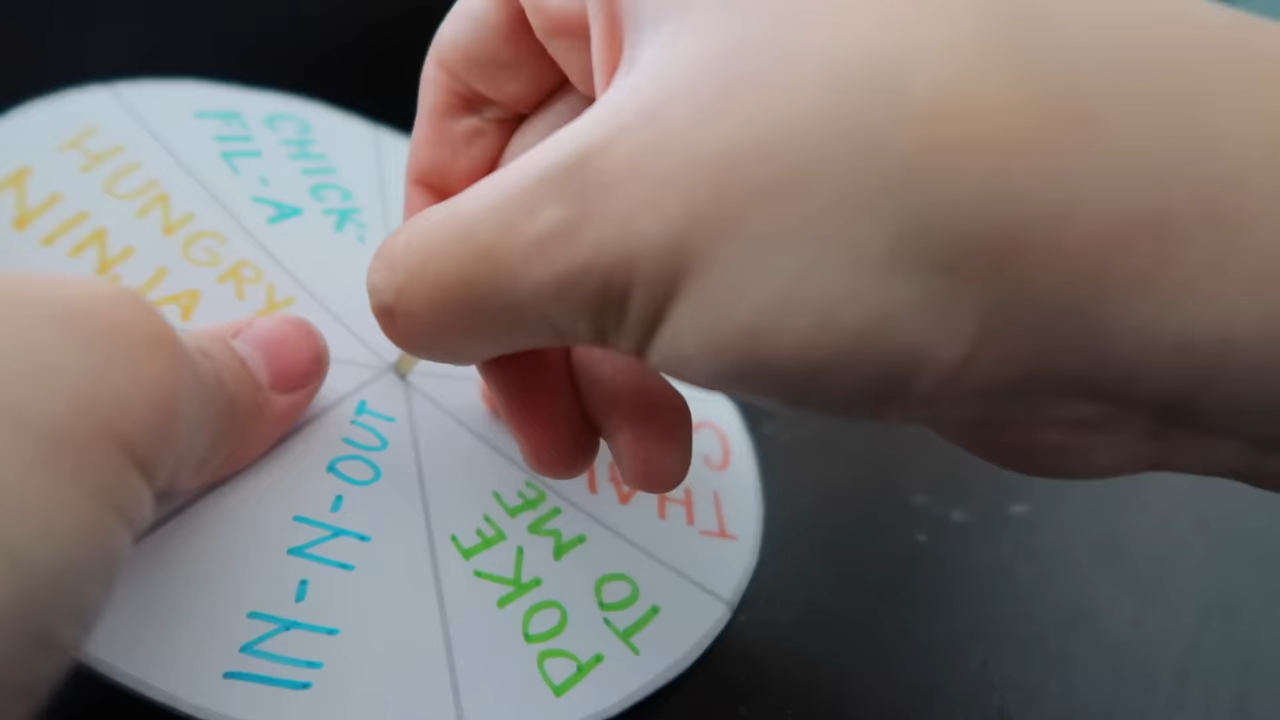 CHICK-
FIL-A
HUNGRY
NINJA
IN-N-OUT
POKE
TO ME
THAI
C